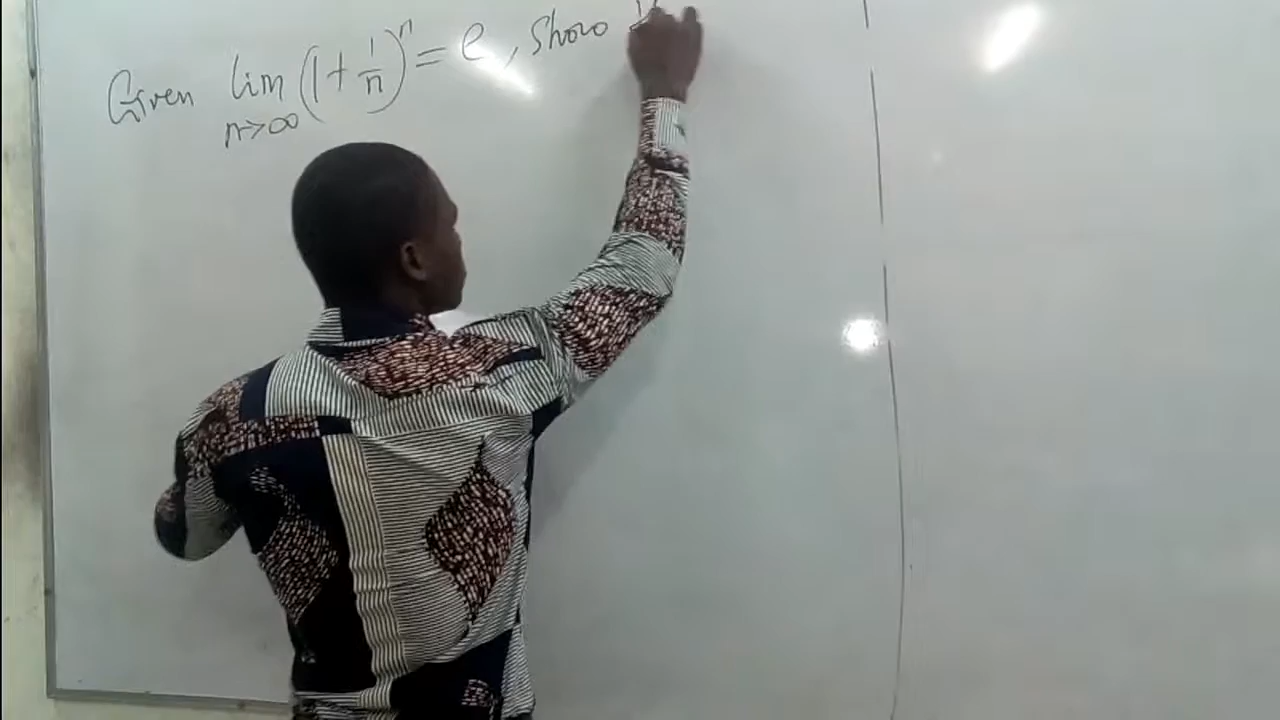 Given lim (1 + 1/n)^n = e, show
n→∞